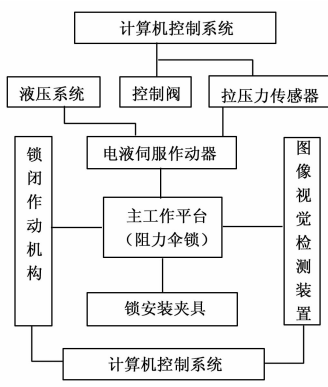 计算机控制系统
液压系统
控制阀
拉压力传感器
锁闭作动机构
电液伺服作动器
图像视觉检测装置
主工作平台
（阻力伞锁）
锁安装夹具
计算机控制系统